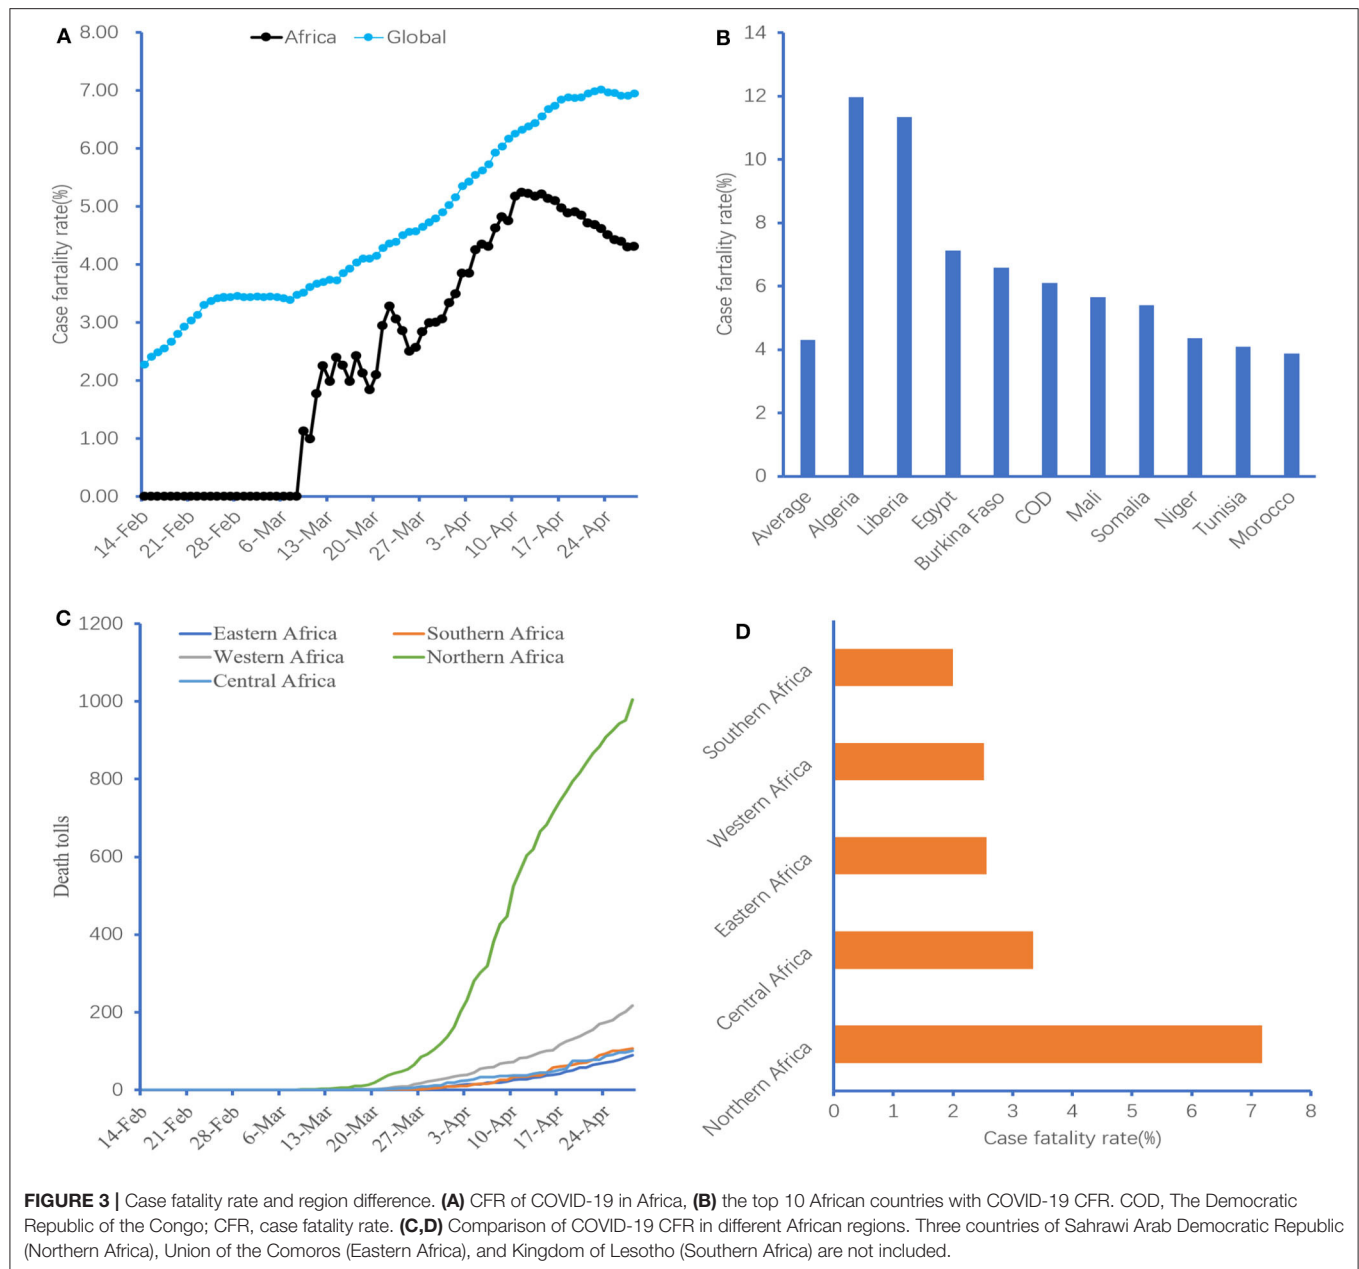 A
Africa
Global
8.00
7.00
6.00
5.00
4.00
3.00
2.00
1.00
0.00
Case fartality rate(%)
14-Feb
21-Feb
28-Feb
6-Mar
13-Mar
20-Mar
27-Mar
3-Apr
10-Apr
17-Apr
24-Apr
B
14
12
10
8
6
4
2
0
Case fartality rate(%)
Average
Algeria
Liberia
Egypt
Burkina Faso
COD
Mali
Somalia
Niger
Tunisia
Morocco
C
Eastern Africa
Southern Africa
Western Africa
Northern Africa
Central Africa
1200
1000
800
600
400
200
0
Death tolls
14-Feb
21-Feb
28-Feb
6-Mar
13-Mar
20-Mar
27-Mar
3-Apr
10-Apr
17-Apr
24-Apr
D
Southern Africa
Western Africa
Eastern Africa
Central Africa
Northern Africa
0
1
2
3
4
5
6
7
8
Case fatality rate(%)
FIGURE 3 | Case fatality rate and region difference. (A) CFR of COVID-19 in Africa, (B) the top 10 African countries with COVID-19 CFR. COD, The Democratic
Republic of the Congo; CFR, case fatality rate. (C,D) Comparison of COVID-19 CFR in different African regions. Three countries of Sahrawi Arab Democratic Republic
(Northern Africa), Union of the Comoros (Eastern Africa), and Kingdom of Lesotho (Southern Africa) are not included.